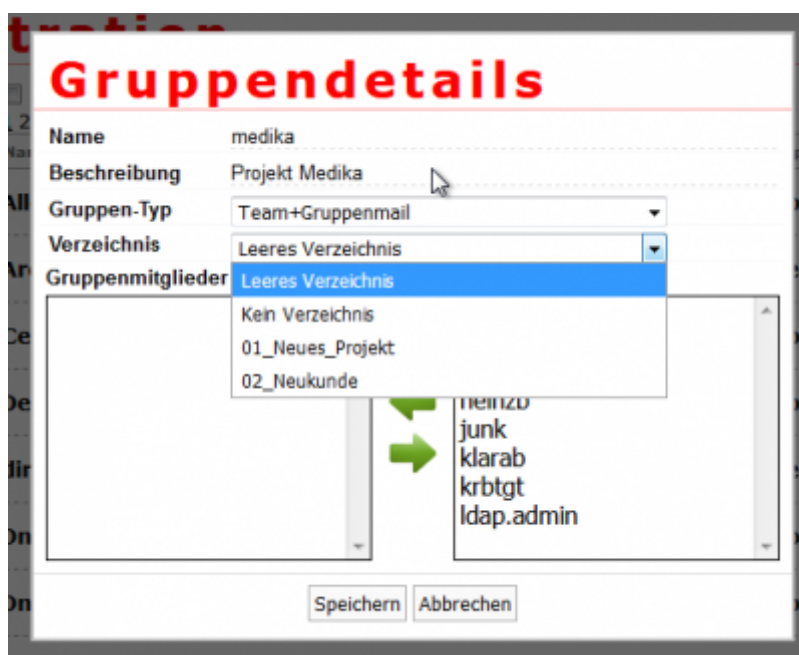 tration
Gruppendetails
Name medika
Beschreibung Projekt Medika
Gruppen-Typ Team+Gruppenmail
Verzeichnis Leeres Verzeichnis
Gruppenmitglieder
Leeres Verzeichnis
Kein Verzeichnis
01_Neues_Projekt
02_Neukunde
heinzb
junk
klarab
krbtgt
ldap.admin
Speichern Abbrechen